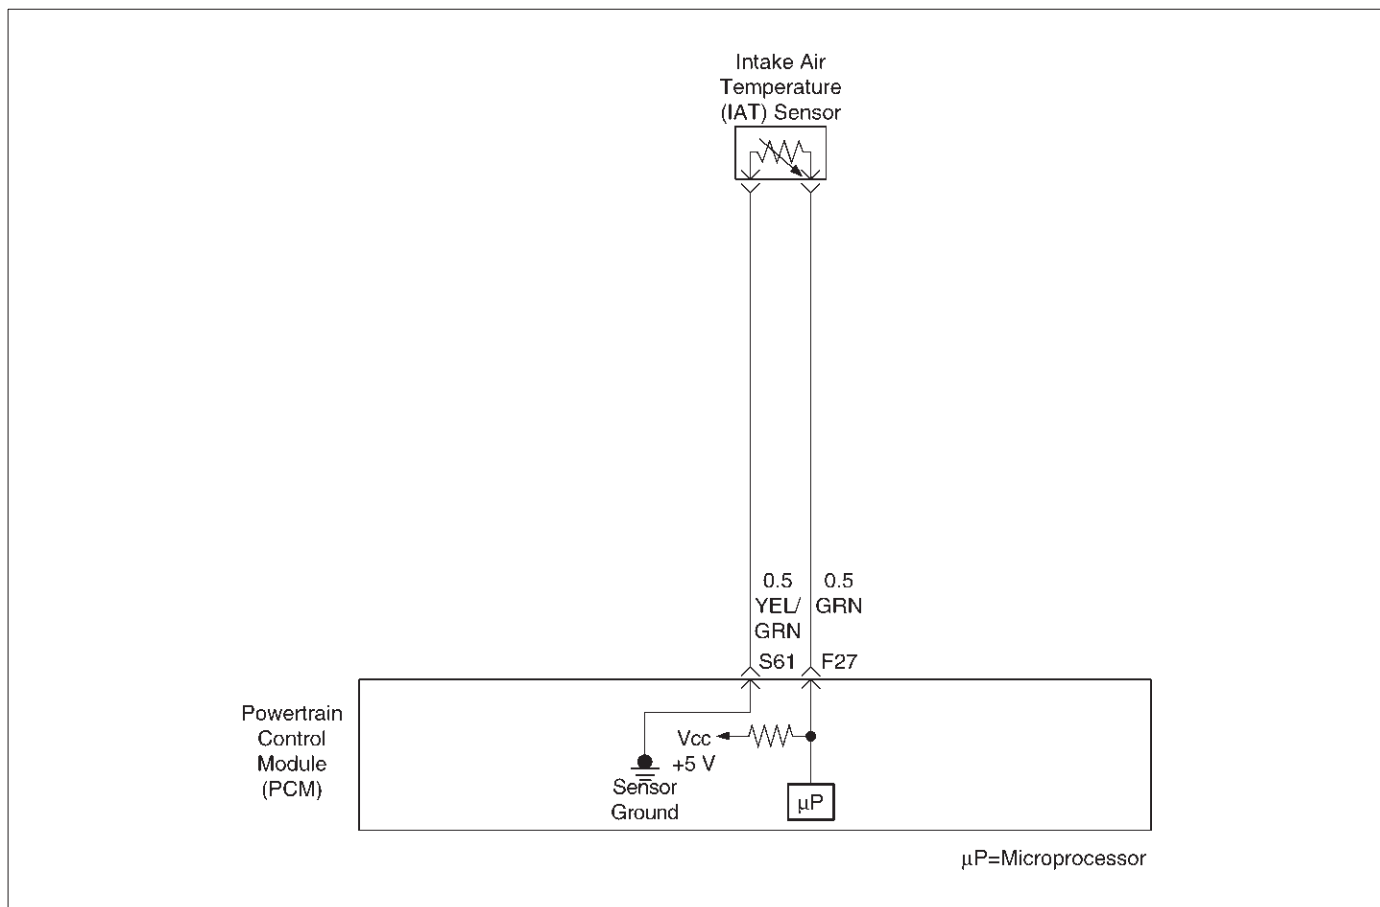 Intake Air
Temperature
(IAT) Sensor
0.5
YEL/
GRN
0.5
GRN
S61
F27
Powertrain
Control
Module
(PCM)
Vcc
+5 V
Sensor
Ground
μP
μP=Microprocessor